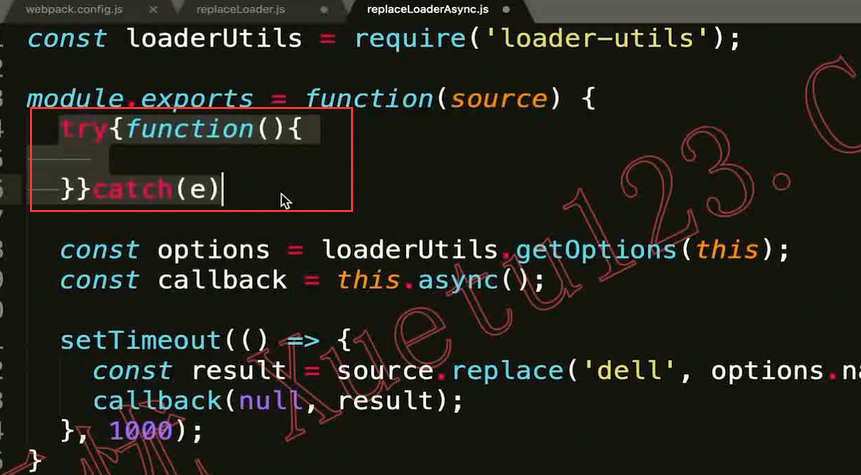 webpack.config.js × replaceLoader.js replaceLoaderAsync.js
const loaderUtils = require('loader-utils');
module.exports = function(source) {
try{function(){
}}catch(e)
const options = loaderUtils.getOptions(this);
const callback = this.async();
setTimeout(() => {
const result = source.replace('dell', options.na
callback(null, result);
}, 1000);
}
Xuetu123.C